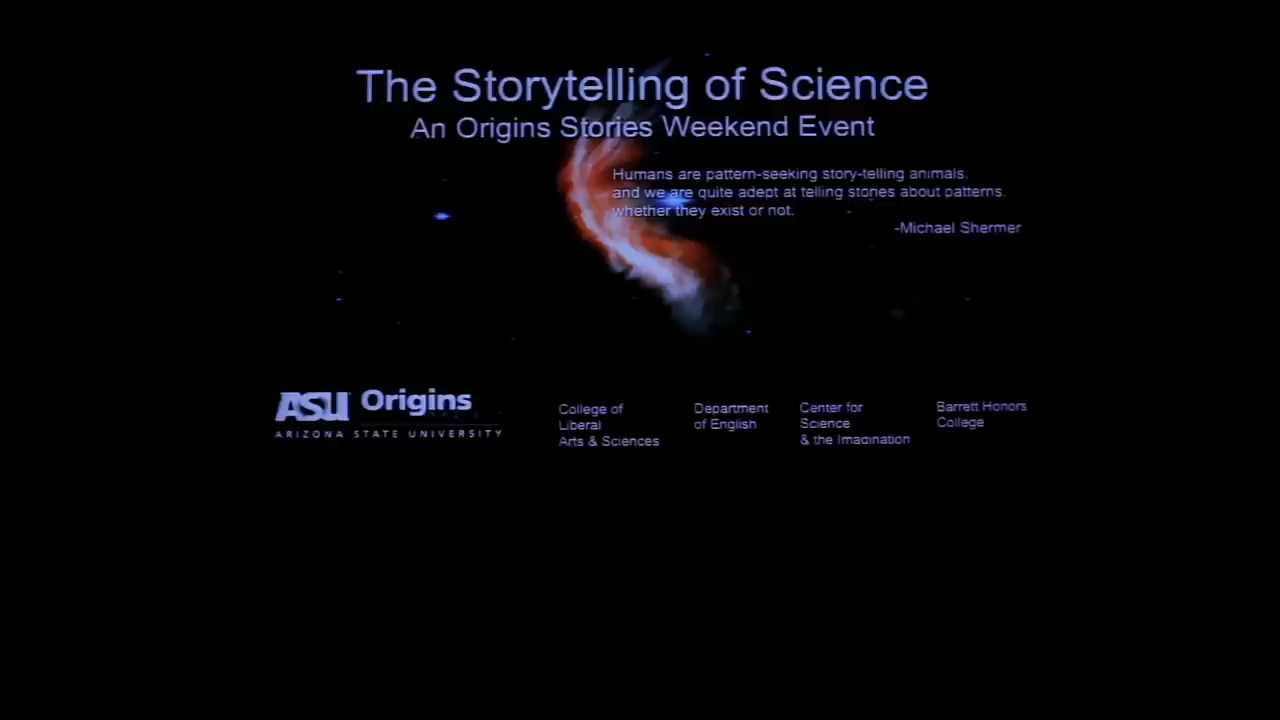 The Storytelling of Science
An Origins Stories Weekend Event
Humans are pattern-seeking story-telling animals.
and we are quite adept at telling stories about patterns.
whether they exist or not.
-Michael Shermer
ASU Origins
ARIZONA STATE UNIVERSITY
College of
Liberal
Arts & Sciences
Department
of English
Center for
Science
& the Imagination
Barrett Honors
College